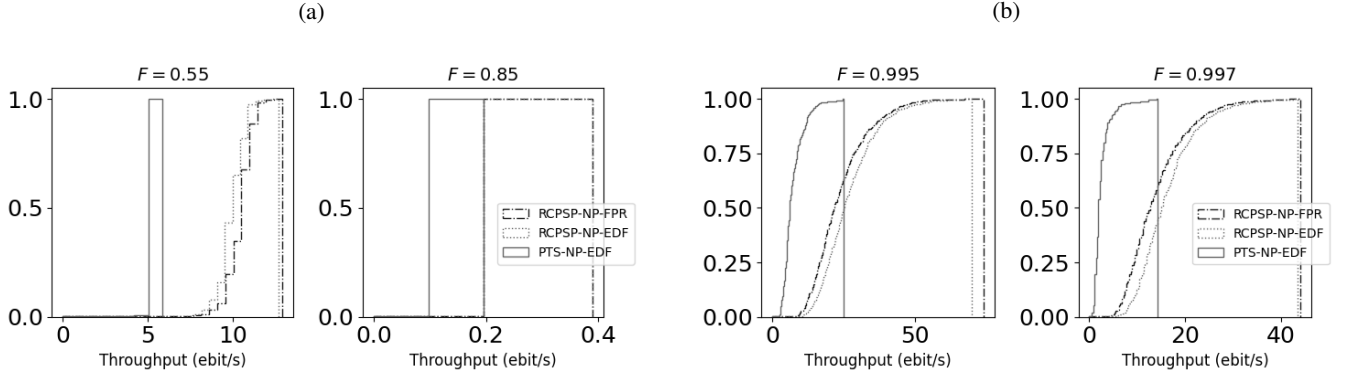 (a)
(b)
F = 0.55
F = 0.85
F = 0.995
F = 0.997
1.0
0.5
0.0
0
5
10
Throughput (ebit/s)
1.0
0.5
0.0
0.0
0.2
0.4
Throughput (ebit/s)
RCPSP-NP-FPR
RCPSP-NP-EDF
PTS-NP-EDF
1.00
0.75
0.50
0.25
0.00
0
50
Throughput (ebit/s)
1.00
0.75
0.50
0.25
0.00
0
20
40
Throughput (ebit/s)
RCPSP-NP-FPR
RCPSP-NP-EDF
PTS-NP-EDF